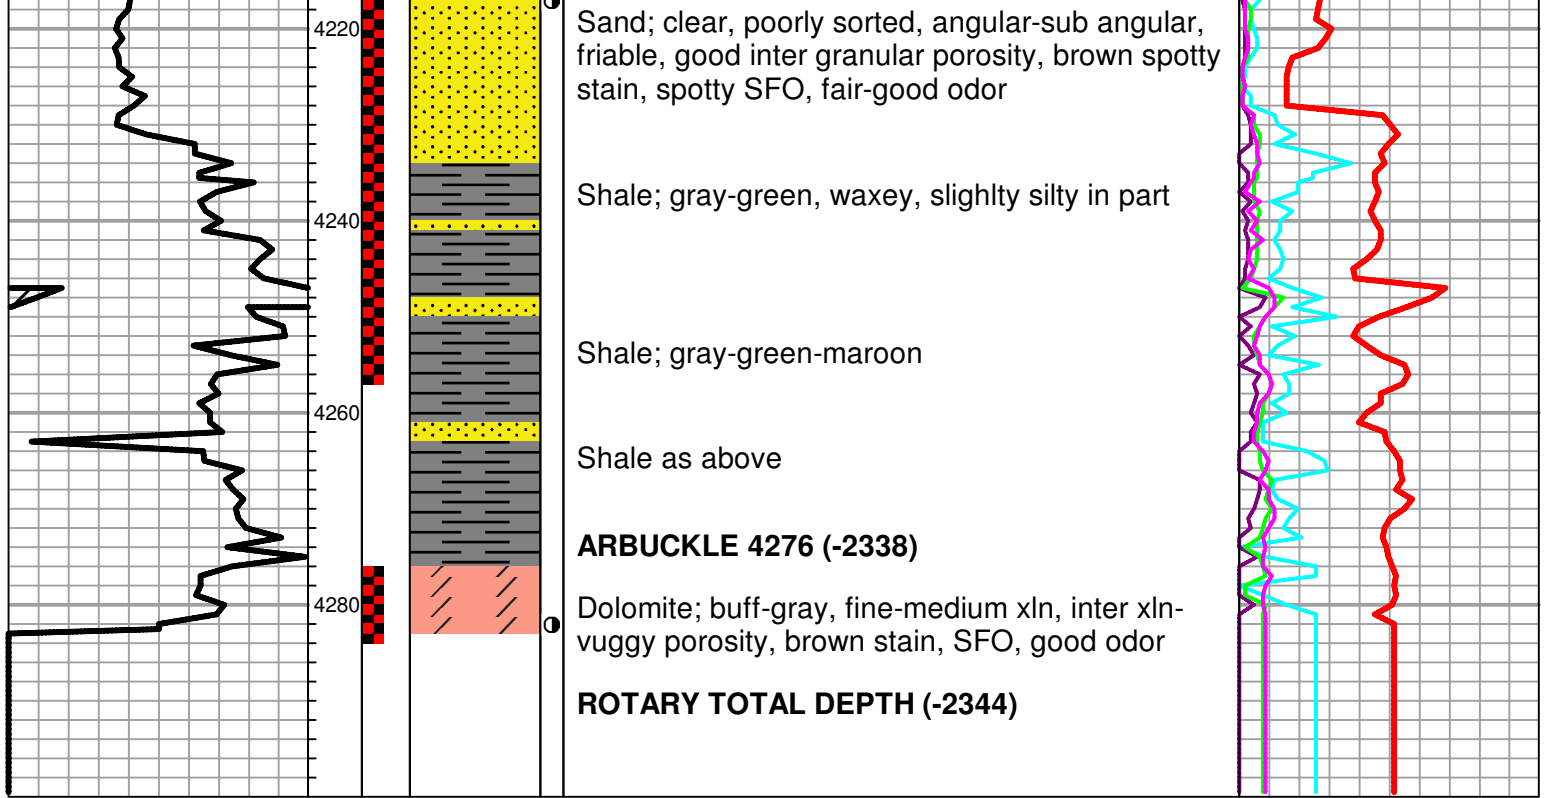 4220
Sand; clear, poorly sorted, angular-sub angular,
friable, good inter granular porosity, brown spotty
stain, spotty SFO, fair-good odor
Shale; gray-green, waxey, slighlty silty in part
4240
Shale; gray-green-maroon
4260
Shale as above
ARBUCKLE 4276 (-2338)
4280
Dolomite; buff-gray, fine-medium xln, inter xln-
vuggy porosity, brown stain, SFO, good odor
ROTARY TOTAL DEPTH (-2344)